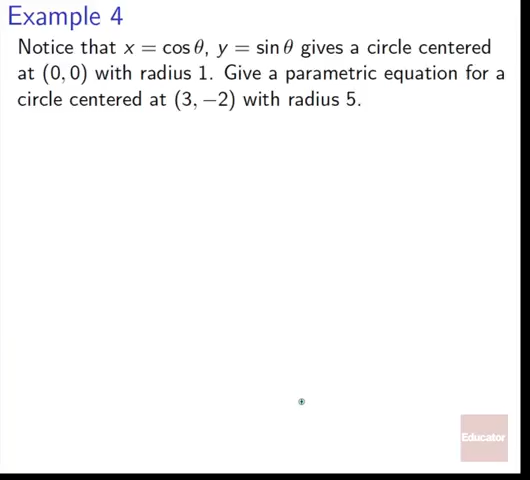 Example 4
Notice that x = cos θ, y = sin θ gives a circle centered
at (0, 0) with radius 1. Give a parametric equation for a
circle centered at (3, −2) with radius 5.
Educator